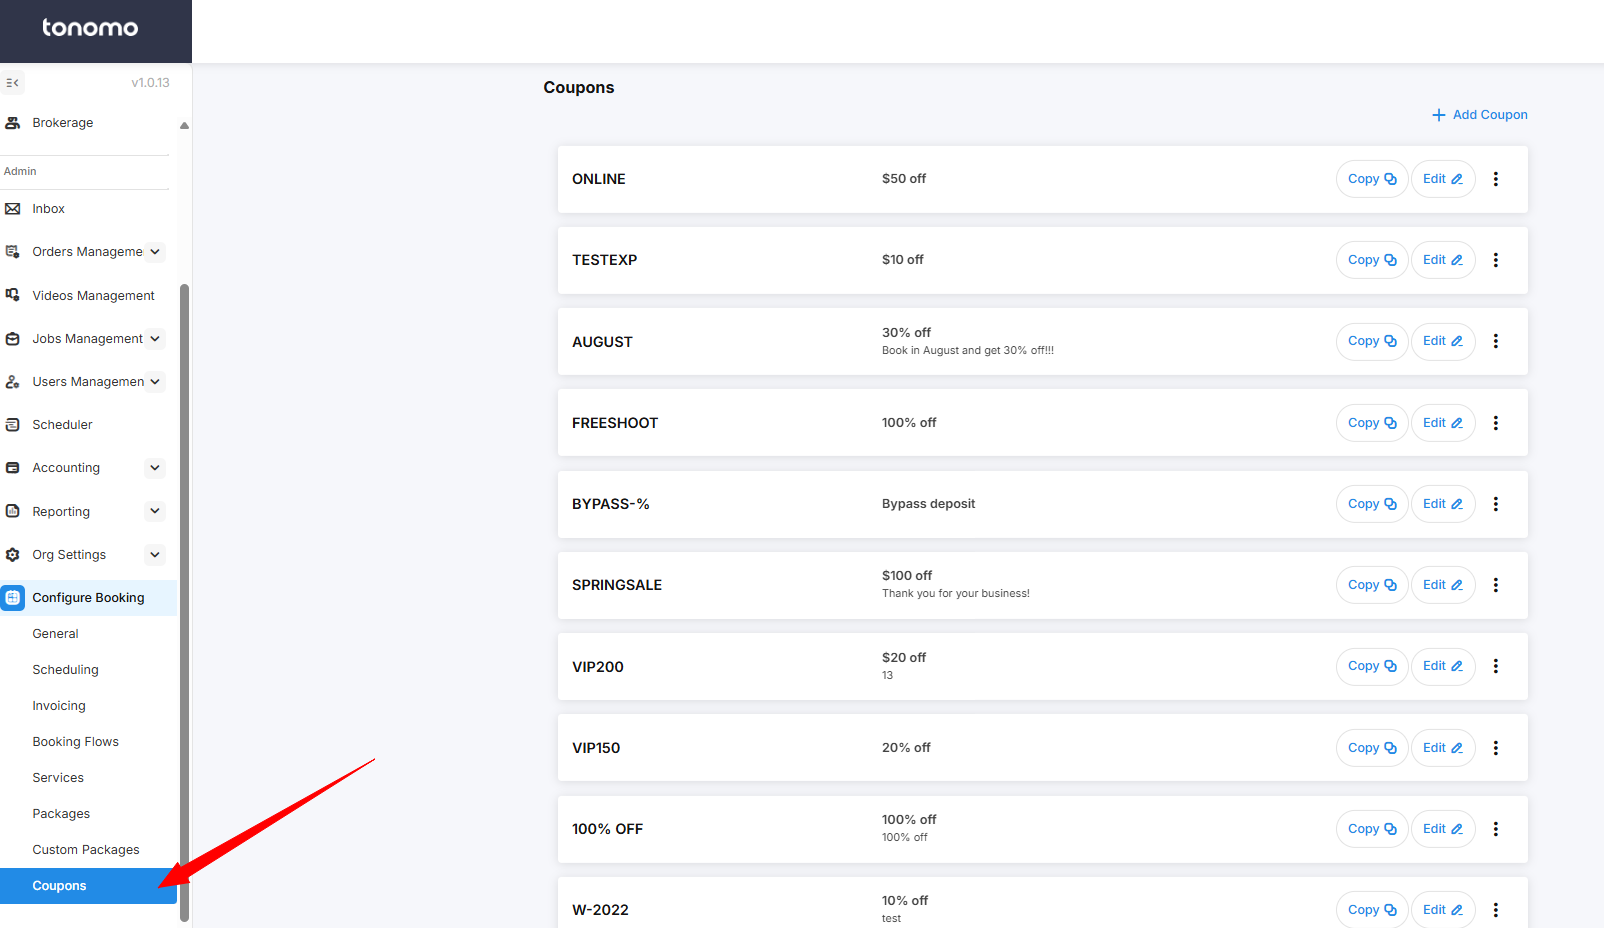 tonomo
v1.0.13
Brokerage
Admin
Inbox
Orders Manageme
Videos Management
Jobs Management
Users Managemen
Scheduler
Accounting
Reporting
Org Settings
Configure Booking
General
Scheduling
Invoicing
Booking Flows
Services
Packages
Custom Packages
Coupons
Coupons
Add Coupon
ONLINE $50 off Copy Edit
TESTEXP $10 off Copy Edit
AUGUST 30% off Copy Edit
Book in August and get 30% off!!!
FREESHOOT 100% off Copy Edit
BYPASS-% Bypass deposit Copy Edit
SPRINGSALE $100 off Copy Edit
Thank you for your business!
VIP200 $20 off Copy Edit
13
VIP150 20% off Copy Edit
100% OFF 100% off Copy Edit
100% off
W-2022 10% off Copy Edit
test